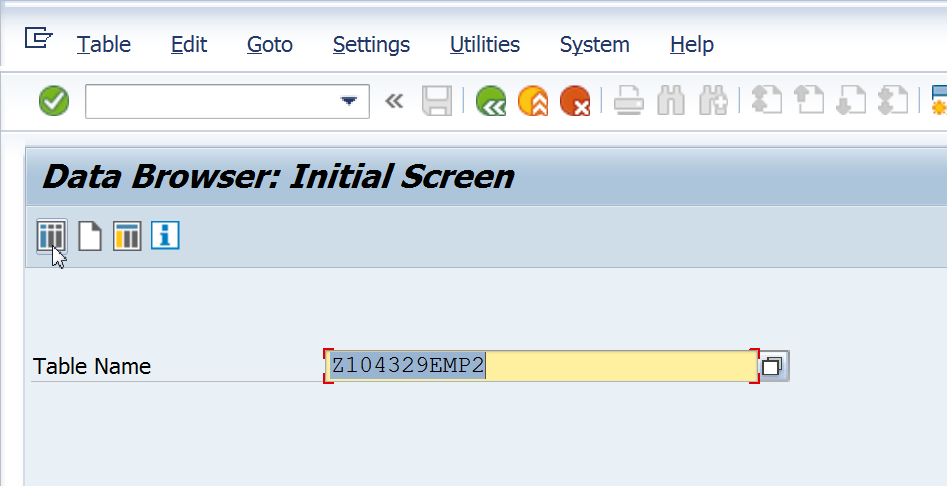 Table Edit Goto Settings Utilities System Help
Data Browser: Initial Screen
Table Name Z104329EMP2